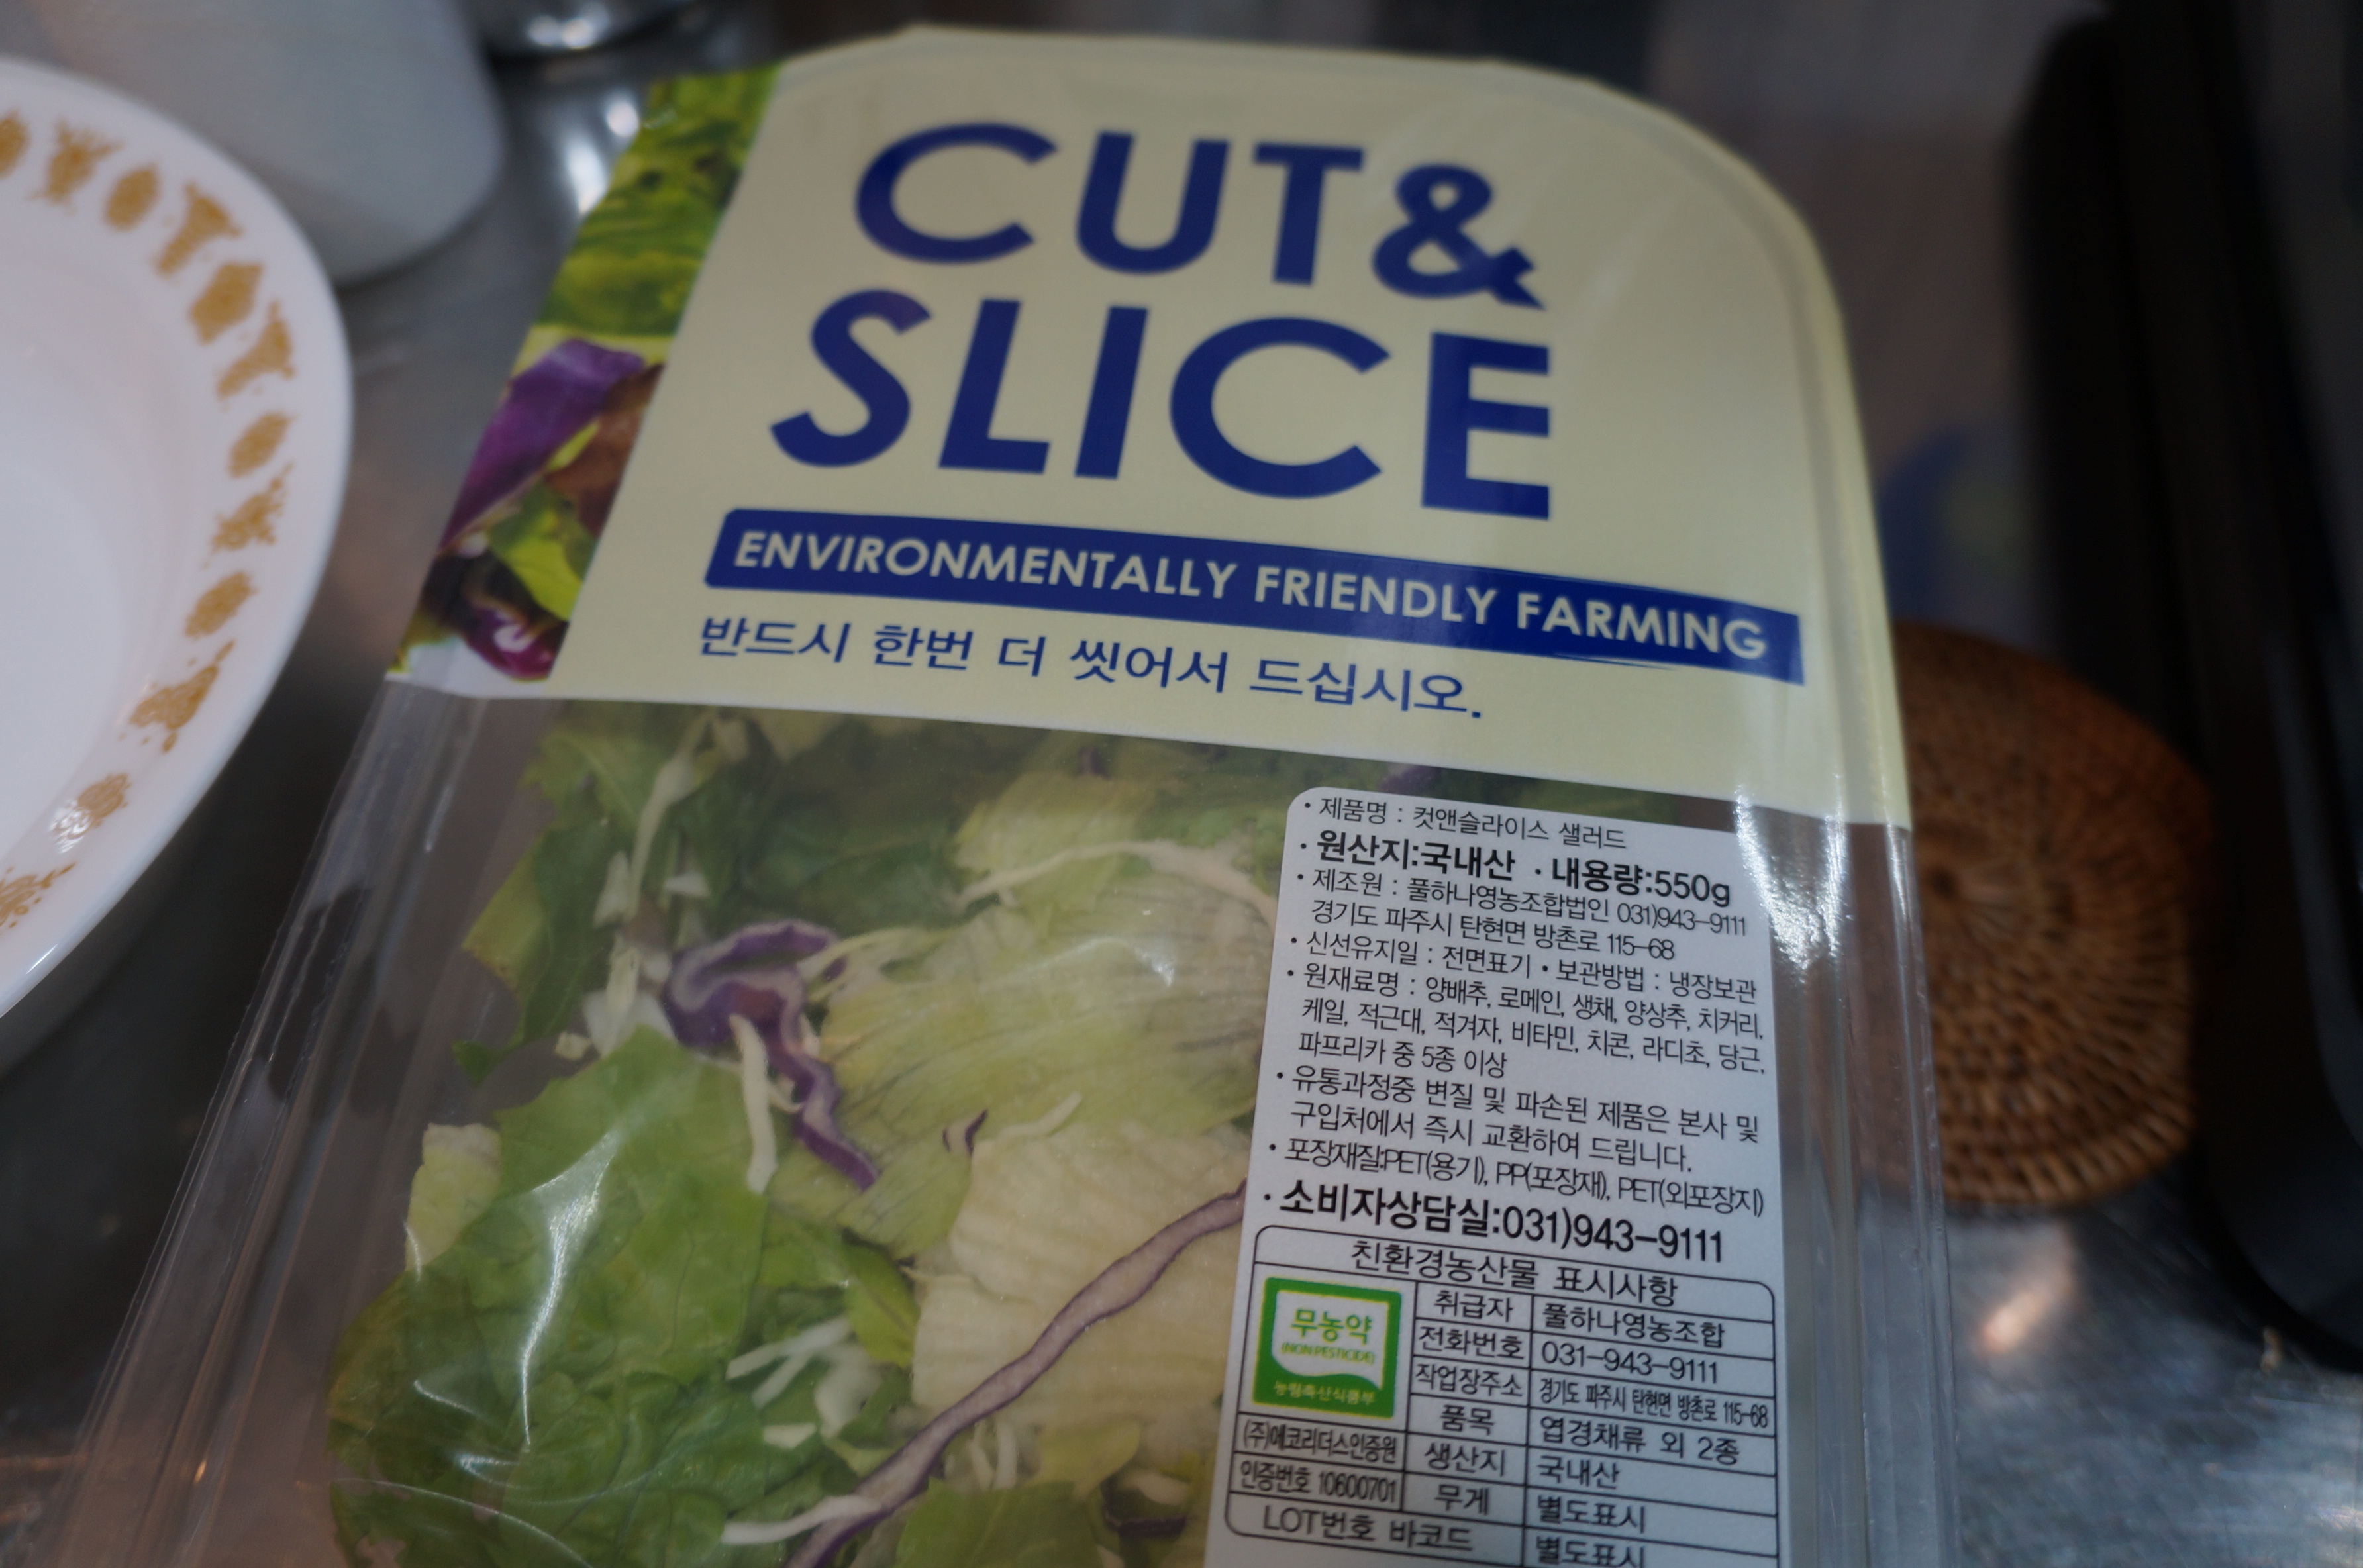 CUT&
SLICE
ENVIRONMENTALLY FRIENDLY FARMING
반드시 한번 더 씻어서 드십시오.
• 제품명 : 컷앤슬라이스 샐러드
• 원산지:국내산 • 내용량:550g
• 제조원 : 풀하나영농조합법인 031)943-9111
경기도 파주시 탄현면 방촌로 115-68
• 신선유지일 : 전면표기 • 보관방법 : 냉장보관
• 원재료명 : 양배추, 로메인, 생채, 양상추, 치커리,
케일, 적근대, 적겨자, 비타민, 치콘, 라디초, 당근,
파프리카 중 5종 이상
• 유통과정중 변질 및 파손된 제품은 본사 및
구입처에서 즉시 교환하여 드립니다.
• 포장재질:PET(용기), PP(포장재), PET(외포장지)
• 소비자상담실:031)943-9111
친환경농산물 표시사항
무농약
(NON PESTICIDE)
농림축산식품부
취급자 풀하나영농조합
전화번호 031-943-9111
작업장주소 경기도 파주시 탄현면 방촌로 115-68
품목 엽경채류 외 2종
(주)에코리더스인증원 생산지 국내산
인증번호 10600701 무게 별도표시
LOT번호 바코드 별도표시